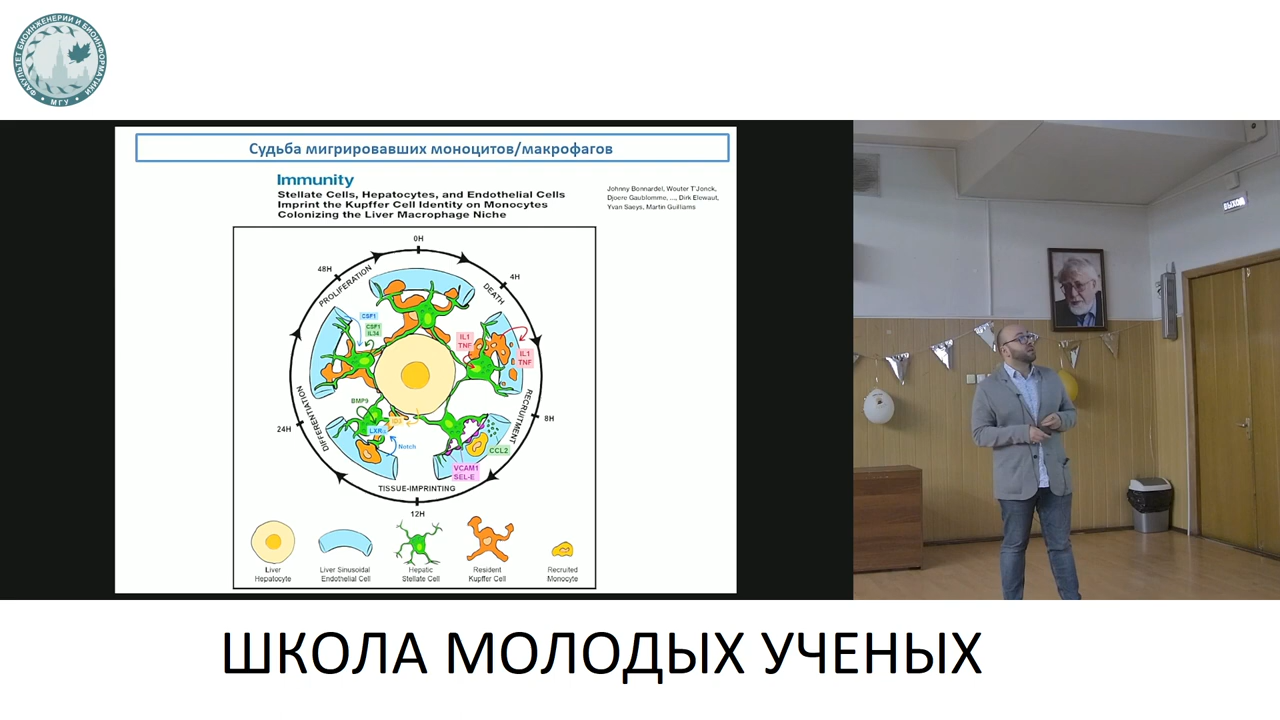 ФАКУЛЬТЕТ БИОИНЖЕНЕРИИ И БИОИНФОРМАТИКИ
МГУ
Судьба мигрировавших моноцитов/макрофагов
Immunity
Stellate Cells, Hepatocytes, and Endothelial Cells
Imprint the Kupffer Cell Identity on Monocytes
Colonizing the Liver Macrophage Niche
Johnny Bonnardel, Wouter T'Jonck,
Djoere Gaublomme, ..., Dirk Elewaut,
Yvan Saeys, Martin Guilliams
0H
48H
4H
PROLIFERATION
DEATH
CSF1
CSF1
IL34
IL1
TNF
IL1
TNF
DIFFERENTIATION
RECRUITMENT
BMP9
ID3
LXRα
Notch
8H
24H
CCL2
VCAM1
SEL-E
TISSUE-IMPRINTING
12H
Liver
Hepatocyte
Liver Sinusoidal
Endothelial Cell
Hepatic
Stellate Cell
Resident
Kupffer Cell
Recruited
Monocyte
ВЫХОД
ШКОЛА МОЛОДЫХ УЧЕНЫХ